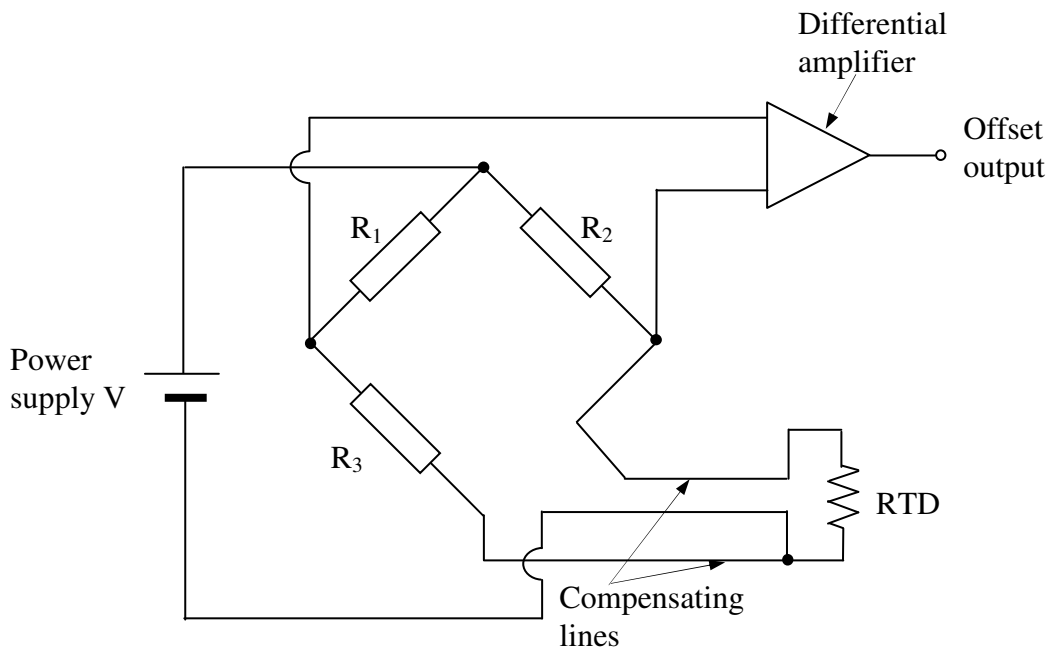 Differential
amplifier
Offset
output
R₁
R₂
Power
supply V
R₃
RTD
Compensating
lines